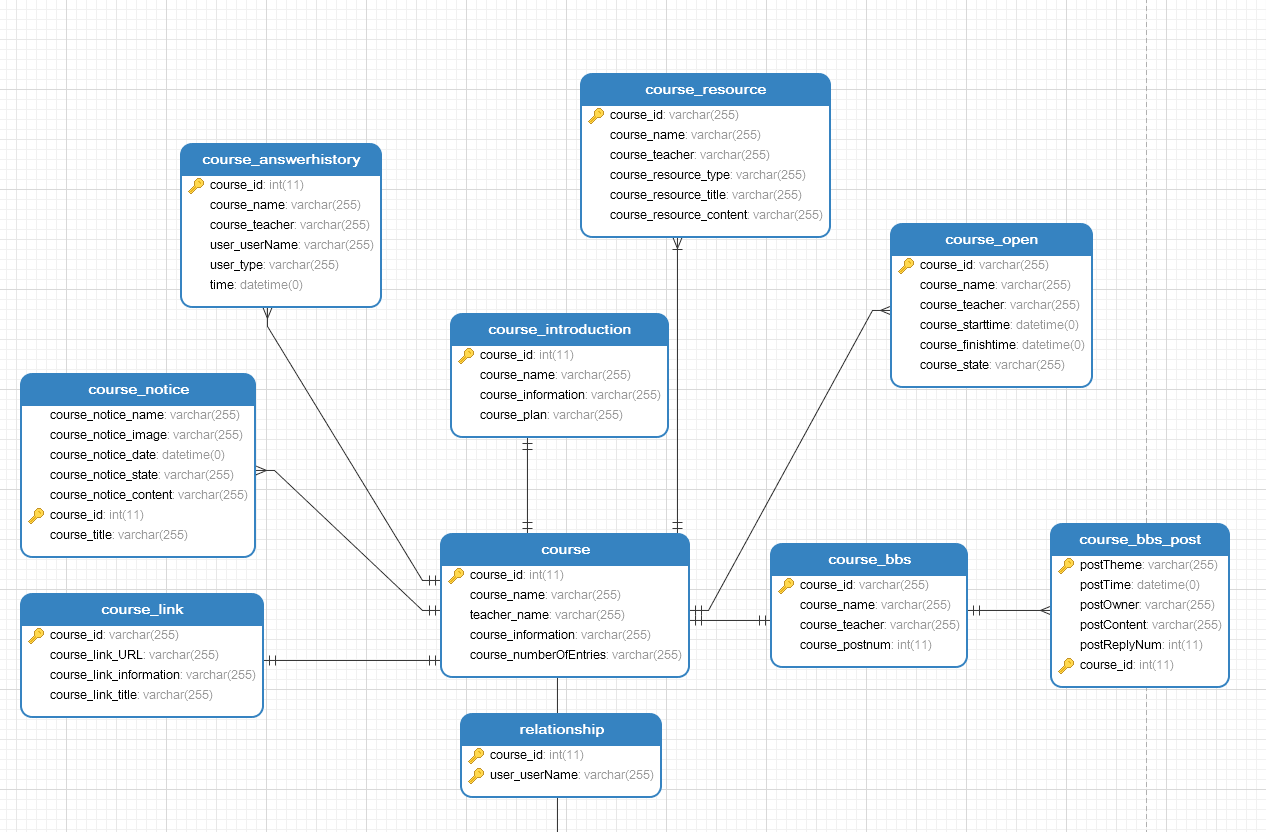 course_resource
course_id: varchar(255)
course_name: varchar(255)
course_teacher: varchar(255)
course_resource_type: varchar(255)
course_resource_title: varchar(255)
course_resource_content: varchar(255)
course_answerhistory
course_id: int(11)
course_name: varchar(255)
course_teacher: varchar(255)
user_userName: varchar(255)
user_type: varchar(255)
time: datetime(0)
course_open
course_id: varchar(255)
course_name: varchar(255)
course_teacher: varchar(255)
course_starttime: datetime(0)
course_finishtime: datetime(0)
course_state: varchar(255)
course_introduction
course_id: int(11)
course_name: varchar(255)
course_information: varchar(255)
course_plan: varchar(255)
course_notice
course_notice_name: varchar(255)
course_notice_image: varchar(255)
course_notice_date: datetime(0)
course_notice_state: varchar(255)
course_notice_content: varchar(255)
course_id: int(11)
course_title: varchar(255)
course
course_id: int(11)
course_name: varchar(255)
teacher_name: varchar(255)
course_information: varchar(255)
course_numberOfEntries: varchar(255)
course_bbs
course_id: varchar(255)
course_name: varchar(255)
course_teacher: varchar(255)
course_postnum: int(11)
course_bbs_post
postTheme: varchar(255)
postTime: datetime(0)
postOwner: varchar(255)
postContent: varchar(255)
postReplyNum: int(11)
course_id: int(11)
course_link
course_id: varchar(255)
course_link_URL: varchar(255)
course_link_information: varchar(255)
course_link_title: varchar(255)
relationship
course_id: int(11)
user_userName: varchar(255)